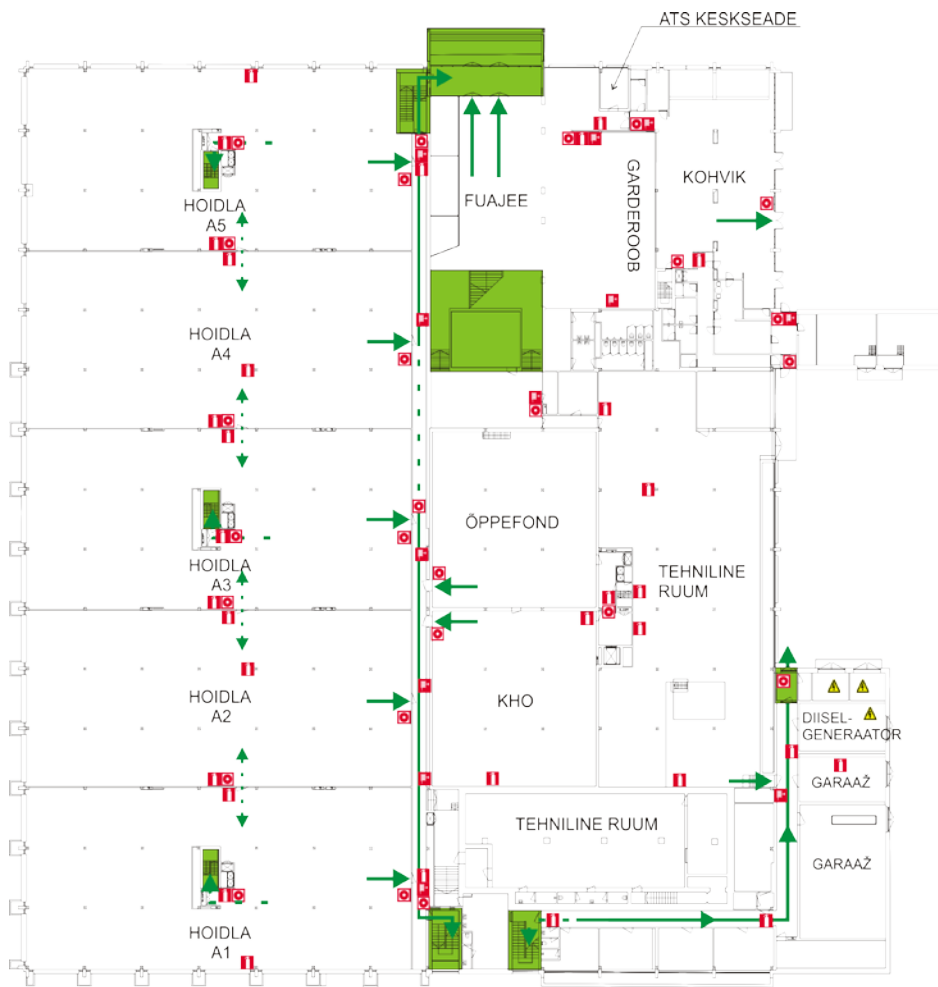 ATS KESKSEADE
HOIDLA
A5
FUAJEE
GARDEROOB
KOHVIK
HOIDLA
A4
HOIDLA
A3
ÕPPEFOND
TEHNILINE
RUUM
HOIDLA
A2
KHO
DIISEL-
GENERAATOR
GARAAŽ
TEHNILINE RUUM
GARAAŽ
HOIDLA
A1